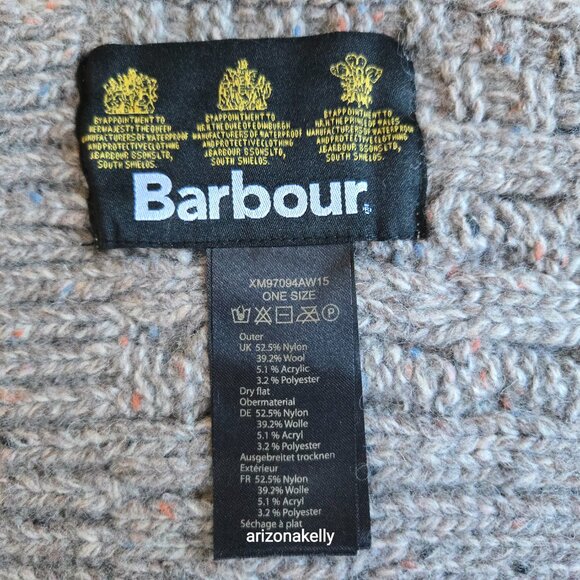 BY APPOINTMENT TO
HER MAJESTY THE QUEEN
MANUFACTURERS OF WATERPROOF
AND PROTECTIVE CLOTHING
J.BARBOUR & SONS LTD,
SOUTH SHIELDS.
BY APPOINTMENT TO
H.R.H. THE DUKE OF EDINBURGH
MANUFACTURERS OF WATERPROOF
AND PROTECTIVE CLOTHING
J.BARBOUR & SONS LTD,
SOUTH SHIELDS.
BY APPOINTMENT TO
H.R.H. THE PRINCE OF WALES
MANUFACTURERS OF WATERPROOF
AND PROTECTIVE CLOTHING
J.BARBOUR & SONS LTD,
SOUTH SHIELDS.
Barbour
XM97094AW15
ONE SIZE
Outer
UK 52.5% Nylon
39.2% Wool
5.1 % Acrylic
3.2 % Polyester
Dry flat
Obermaterial
DE 52.5% Nylon
39.2% Wolle
5.1 % Acryl
3.2 % Polyester
Ausgebreitet trocknen
Extérieur
FR 52.5% Nylon
39.2% Wolle
5.1 % Acryl
3.2 % Polyester
Séchage à plat
arizonakelly